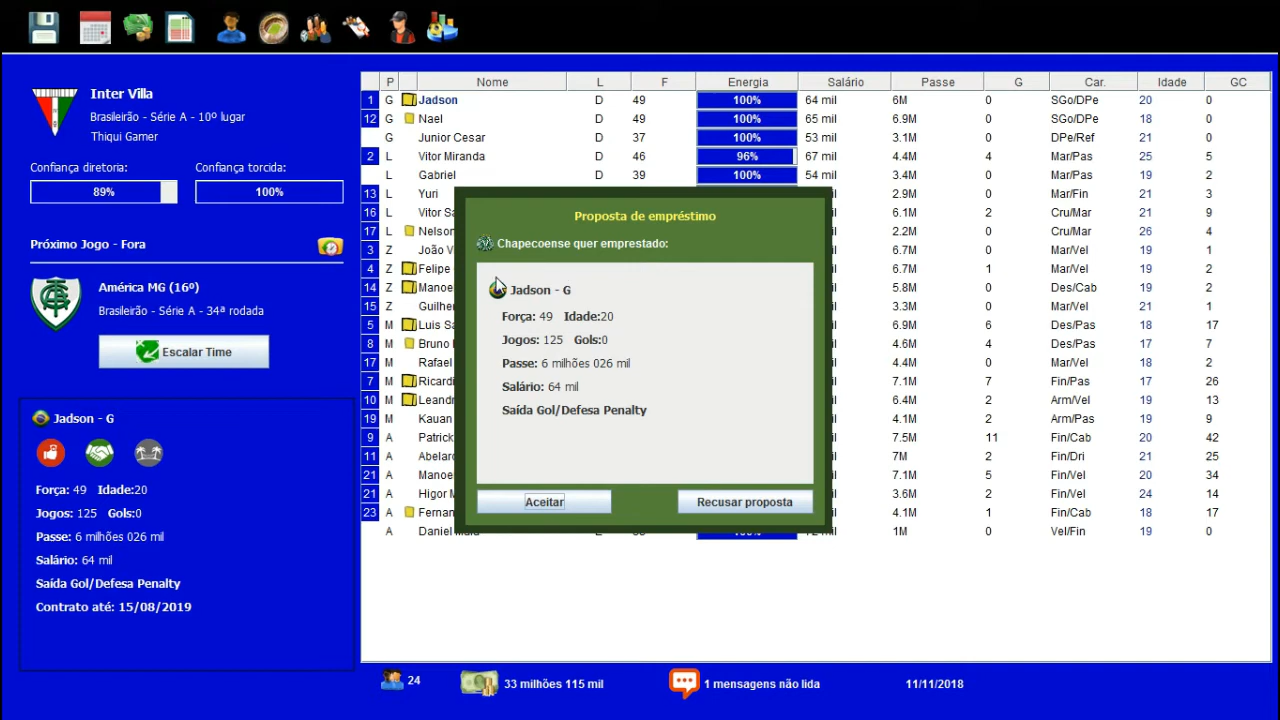 Inter Villa
Brasileirão - Série A - 10º lugar
Thiqui Gamer
Confiança diretoria: Confiança torcida:
89% 100%
Próximo Jogo - Fora
América MG (16º)
Brasileirão - Série A - 34ª rodada
Escalar Time
Jadson - G
Força: 49 Idade:20
Jogos: 125 Gols:0
Passe: 6 milhões 026 mil
Salário: 64 mil
Saída Gol/Defesa Penalty
Contrato até: 15/08/2019
P Nome L F Energia Salário Passe G Car. Idade GC
1 G Jadson D 49 100% 64 mil 6M 0 SGo/DPe 20 0
12 G Nael D 49 100% 65 mil 6.9M 0 SGo/DPe 18 0
G Junior Cesar D 37 100% 53 mil 3.1M 0 DPe/Ref 21 0
2 L Vitor Miranda D 46 96% 67 mil 4.4M 4 Mar/Pas 25 5
L Gabriel D 39 100% 54 mil 3.4M 0 Mar/Pas 19 2
13 L Yuri 2.9M 0 Mar/Fin 21 3
16 L Vitor 6.1M 2 Cru/Mar 21 9
17 L Nelson 2.2M 0 Cru/Mar 26 4
3 Z João 6.7M 0 Mar/Vel 19 1
4 Z Felipe 6.7M 1 Mar/Vel 19 2
14 Z Manoe 5.8M 0 Des/Cab 19 2
15 Z Guilhe 3.3M 0 Mar/Vel 21 1
5 M Luis 6.9M 6 Des/Pas 18 17
8 M Bruno 4.6M 4 Des/Pas 17 7
17 M Rafael 4.4M 0 Mar/Vel 18 2
7 M Ricardi 7.1M 7 Fin/Pas 17 26
10 M Leand 6.4M 2 Arm/Vel 19 13
19 M Kauan 4.1M 2 Arm/Pas 19 9
9 A Patrick 7.5M 11 Fin/Cab 20 42
11 A Abelar 7M 2 Fin/Dri 21 25
21 A Manoe 7.1M 5 Fin/Vel 20 34
21 A Higor 3.6M 2 Fin/Vel 24 14
23 A Fernan 4.1M 1 Fin/Cab 18 17
A Daniel 1M 0 Vel/Fin 19 0
Proposta de empréstimo
Chapecoense quer emprestado:
Jadson - G
Força: 49 Idade:20
Jogos: 125 Gols:0
Passe: 6 milhões 026 mil
Salário: 64 mil
Saída Gol/Defesa Penalty
Aceitar Recusar proposta
24 33 milhões 115 mil 1 mensagens não lida 11/11/2018